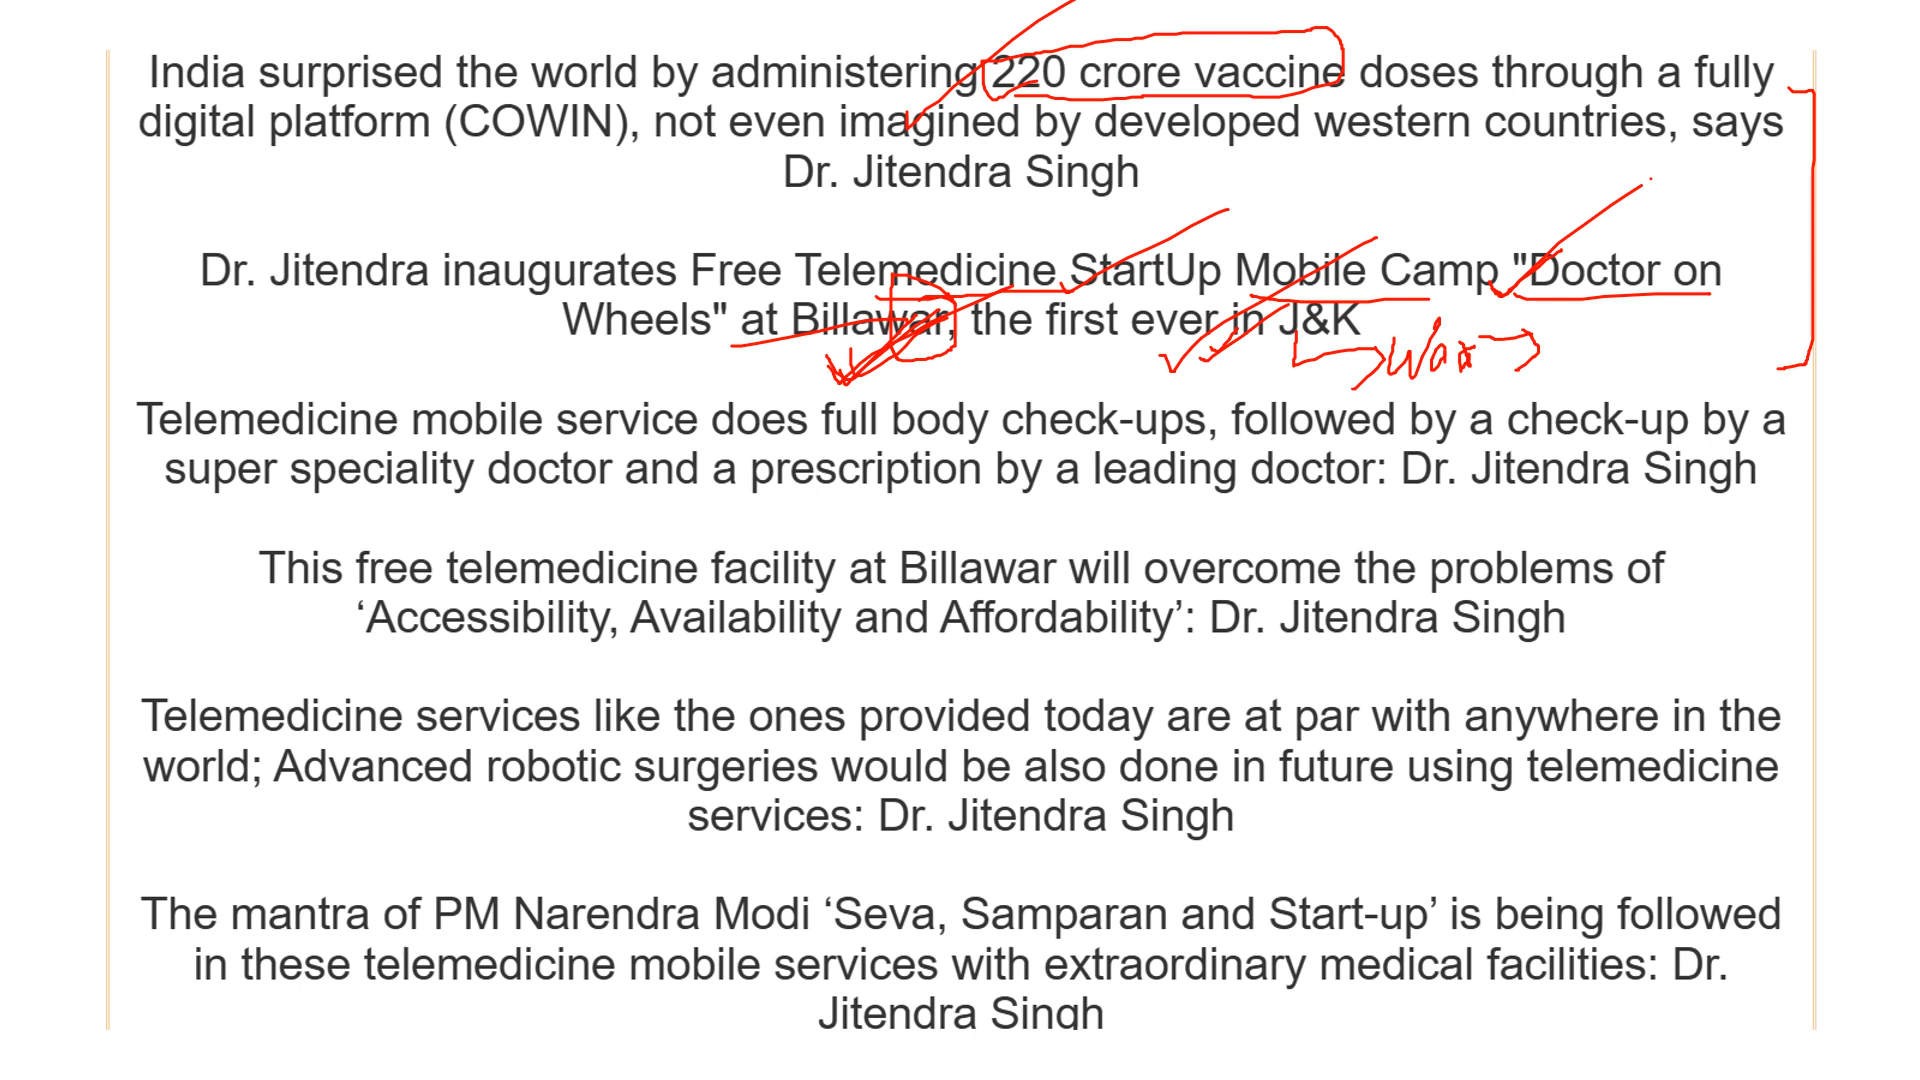 India surprised the world by administering 220 crore vaccine doses through a fully
digital platform (COWIN), not even imagined by developed western countries, says
Dr. Jitendra Singh
Dr. Jitendra inaugurates Free Telemedicine StartUp Mobile Camp "Doctor on
Wheels" at Billawar, the first ever in J&K
Telemedicine mobile service does full body check-ups, followed by a check-up by a
super speciality doctor and a prescription by a leading doctor: Dr. Jitendra Singh
This free telemedicine facility at Billawar will overcome the problems of
‘Accessibility, Availability and Affordability’: Dr. Jitendra Singh
Telemedicine services like the ones provided today are at par with anywhere in the
world; Advanced robotic surgeries would be also done in future using telemedicine
services: Dr. Jitendra Singh
The mantra of PM Narendra Modi ‘Seva, Samparan and Start-up’ is being followed
in these telemedicine mobile services with extraordinary medical facilities: Dr.
Jitendra Singh